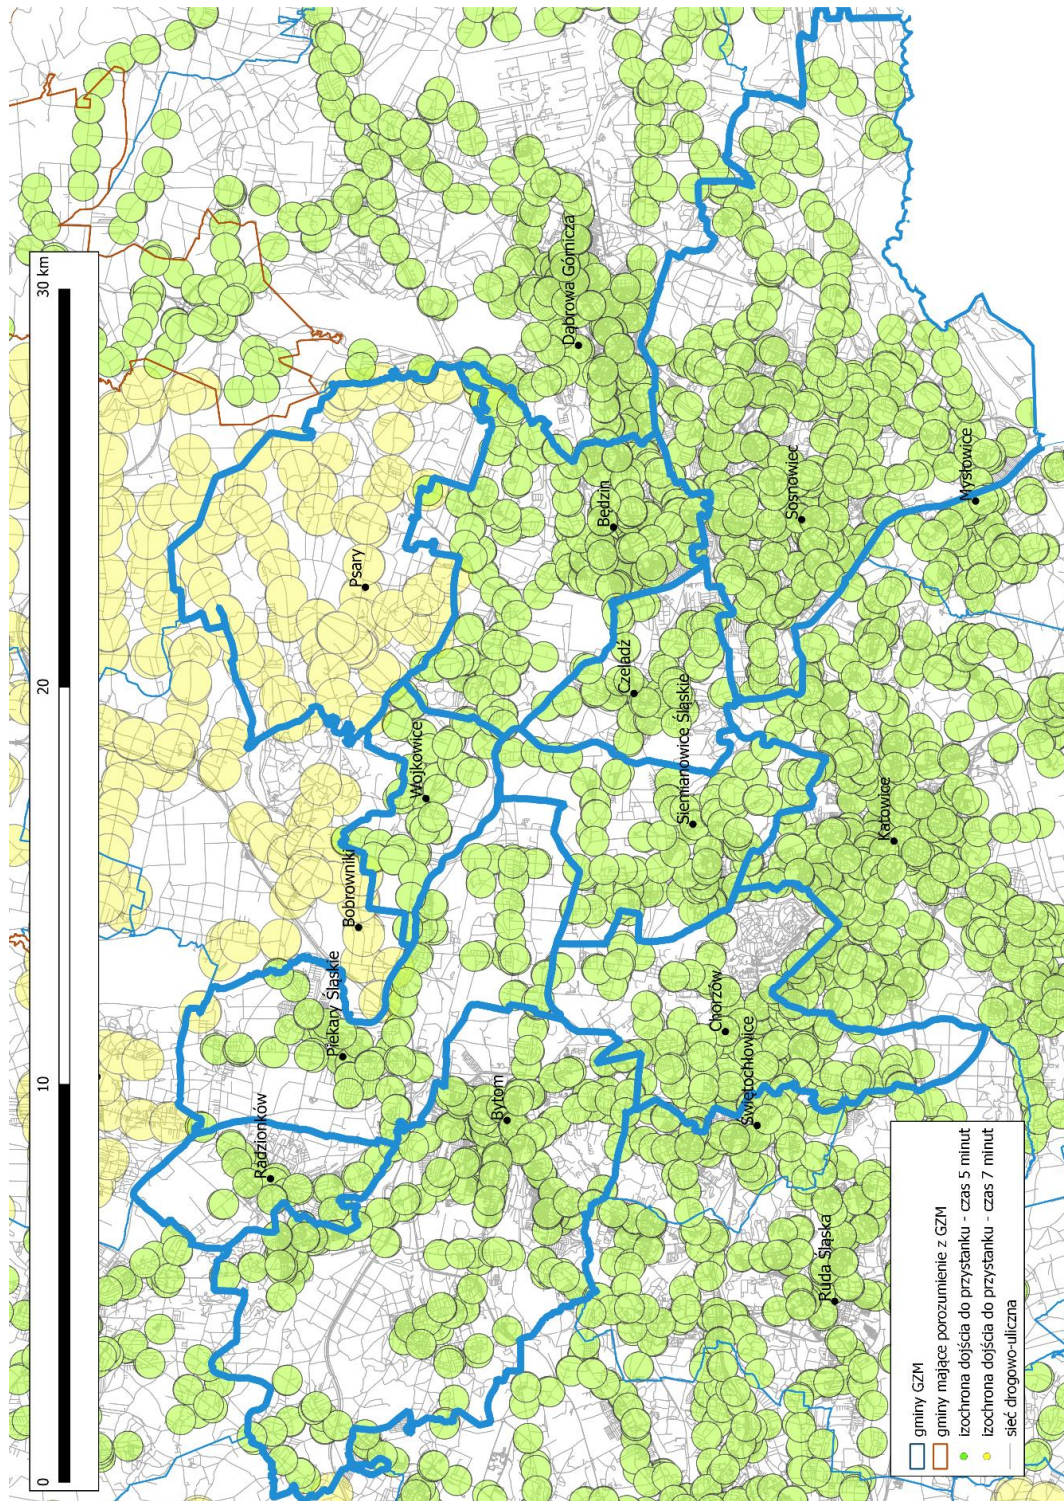 0 10 20 30 km
Radzionków
Piekary Śląskie
Bobrowniki
Psary
Wojkowice
Bytom
Dąbrowa Górnicza
Będzin
Czeladź
Siemianowice Śląskie
Chorzów
Świętochłowice
Sosnowiec
Ruda Śląska
Katowice
Mysłowice
gminy GZM
gminy mające porozumienie z GZM
izochrona dojścia do przystanku - czas 5 minut
izochrona dojścia do przystanku - czas 7 minut
sieć drogowo-uliczna